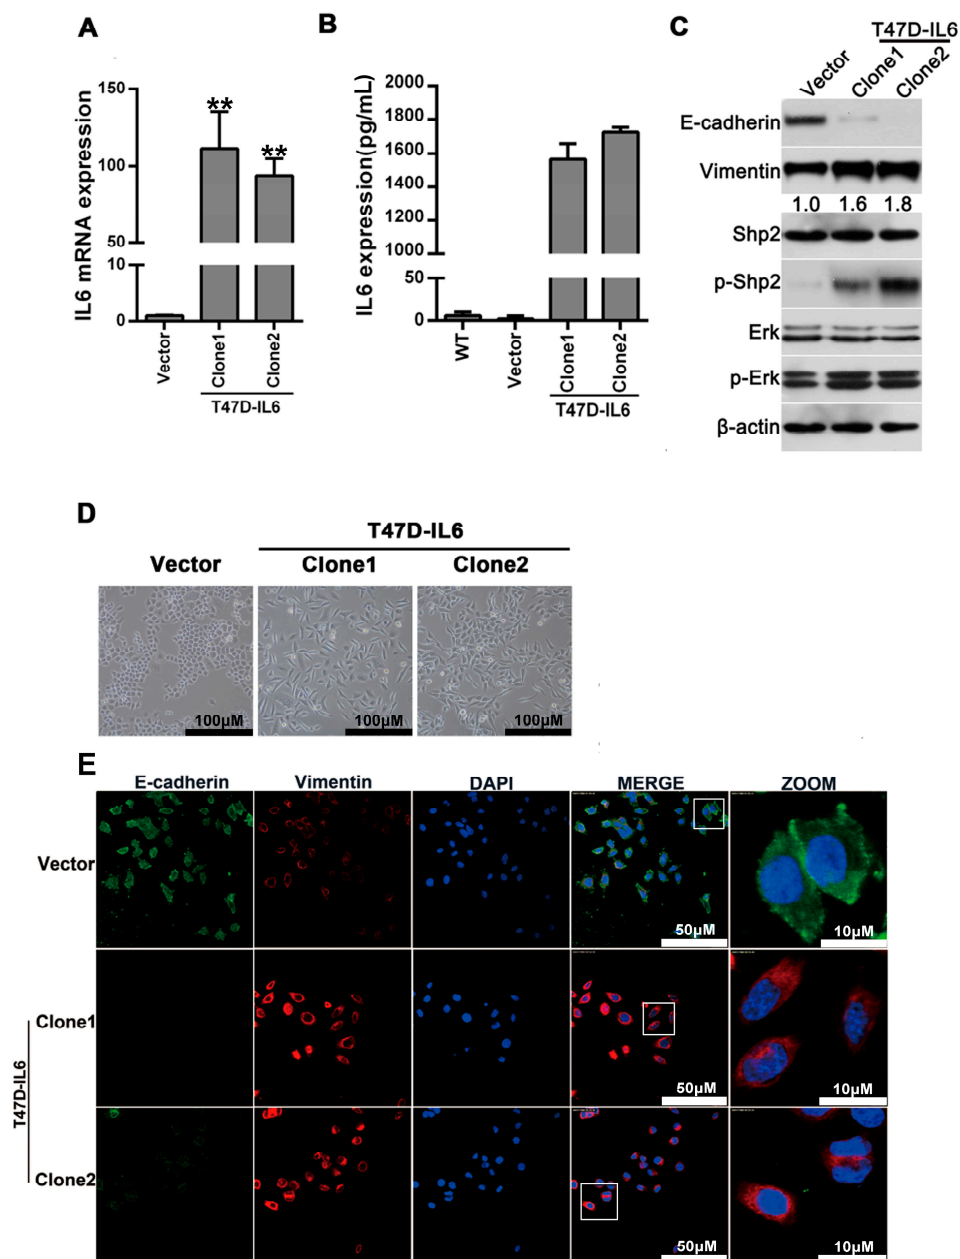 A
IL6 mRNA expression
150
100
50
10
0
**
**
Vector
Clone1
Clone2
T47D-IL6
B
IL6 expression(pg/mL)
2000
1800
1600
1400
1200
1000
50
0
WT
Vector
Clone1
Clone2
T47D-IL6
C
T47D-IL6
Vector
Clone1
Clone2
E-cadherin
Vimentin
1.0 1.6 1.8
Shp2
p-Shp2
Erk
p-Erk
β-actin
D
T47D-IL6
Vector Clone1 Clone2
100μM 100μM 100μM
E
E-cadherin Vimentin DAPI MERGE ZOOM
Vector
50μM 10μM
T47D-IL6
Clone1
50μM 10μM
Clone2
50μM 10μM